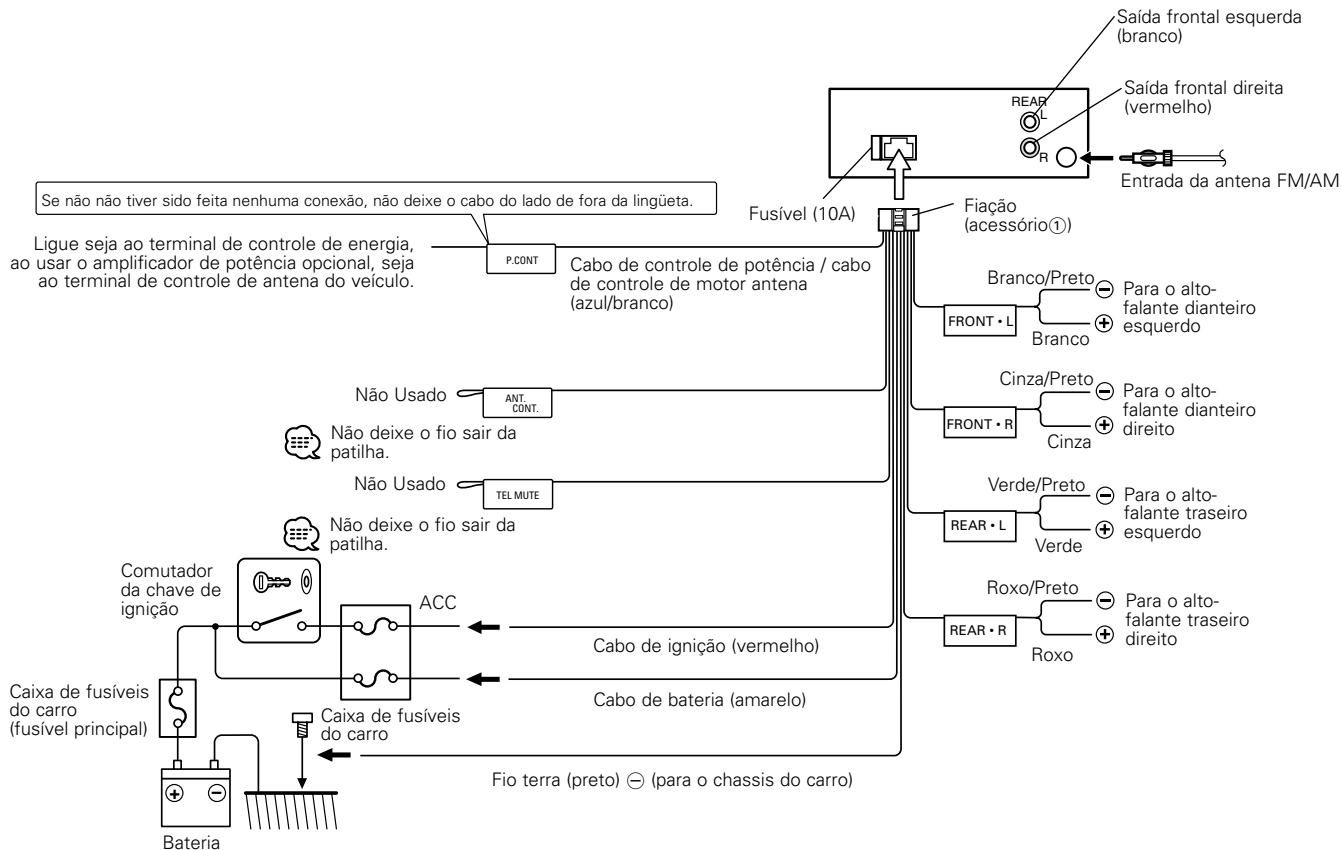 Saída frontal esquerda
(branco)
Saída frontal direita
(vermelho)
REAR
L
R
Entrada da antena FM/AM
Fusível (10A)
Fiação
(acessório①)
Se não não tiver sido feita nenhuma conexão, não deixe o cabo do lado de fora da lingüeta.
Ligue seja ao terminal de controle de energia,
ao usar o amplificador de potência opcional, seja
ao terminal de controle de antena do veículo.
P.CONT
Cabo de controle de potência / cabo
de controle de motor antena
(azul/branco)
Branco/Preto
⊖ Para o alto-
falante dianteiro
⊕ esquerdo
FRONT • L
Branco
Cinza/Preto
⊖ Para o alto-
falante dianteiro
⊕ direito
FRONT • R
Cinza
Não Usado
ANT.
CONT.
Não deixe o fio sair da
patilha.
Verde/Preto
⊖ Para o alto-
falante traseiro
⊕ esquerdo
REAR • L
Verde
Não Usado
TEL MUTE
Não deixe o fio sair da
patilha.
Roxo/Preto
⊖ Para o alto-
falante traseiro
⊕ direito
REAR • R
Roxo
Comutador
da chave de
ignição
ACC
Cabo de ignição (vermelho)
Cabo de bateria (amarelo)
Caixa de fusíveis
do carro
(fusível principal)
Caixa de fusíveis
do carro
Fio terra (preto) ⊖ (para o chassis do carro)
⊕ ⊖
Bateria